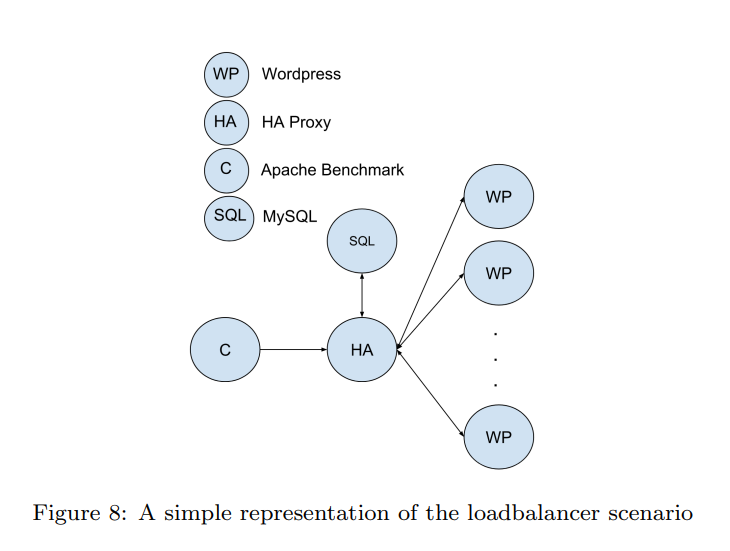 WP Wordpress
HA HA Proxy
C Apache Benchmark
SQL MySQL
SQL
WP
WP
.
.
.
C
HA
WP
Figure 8: A simple representation of the loadbalancer scenario